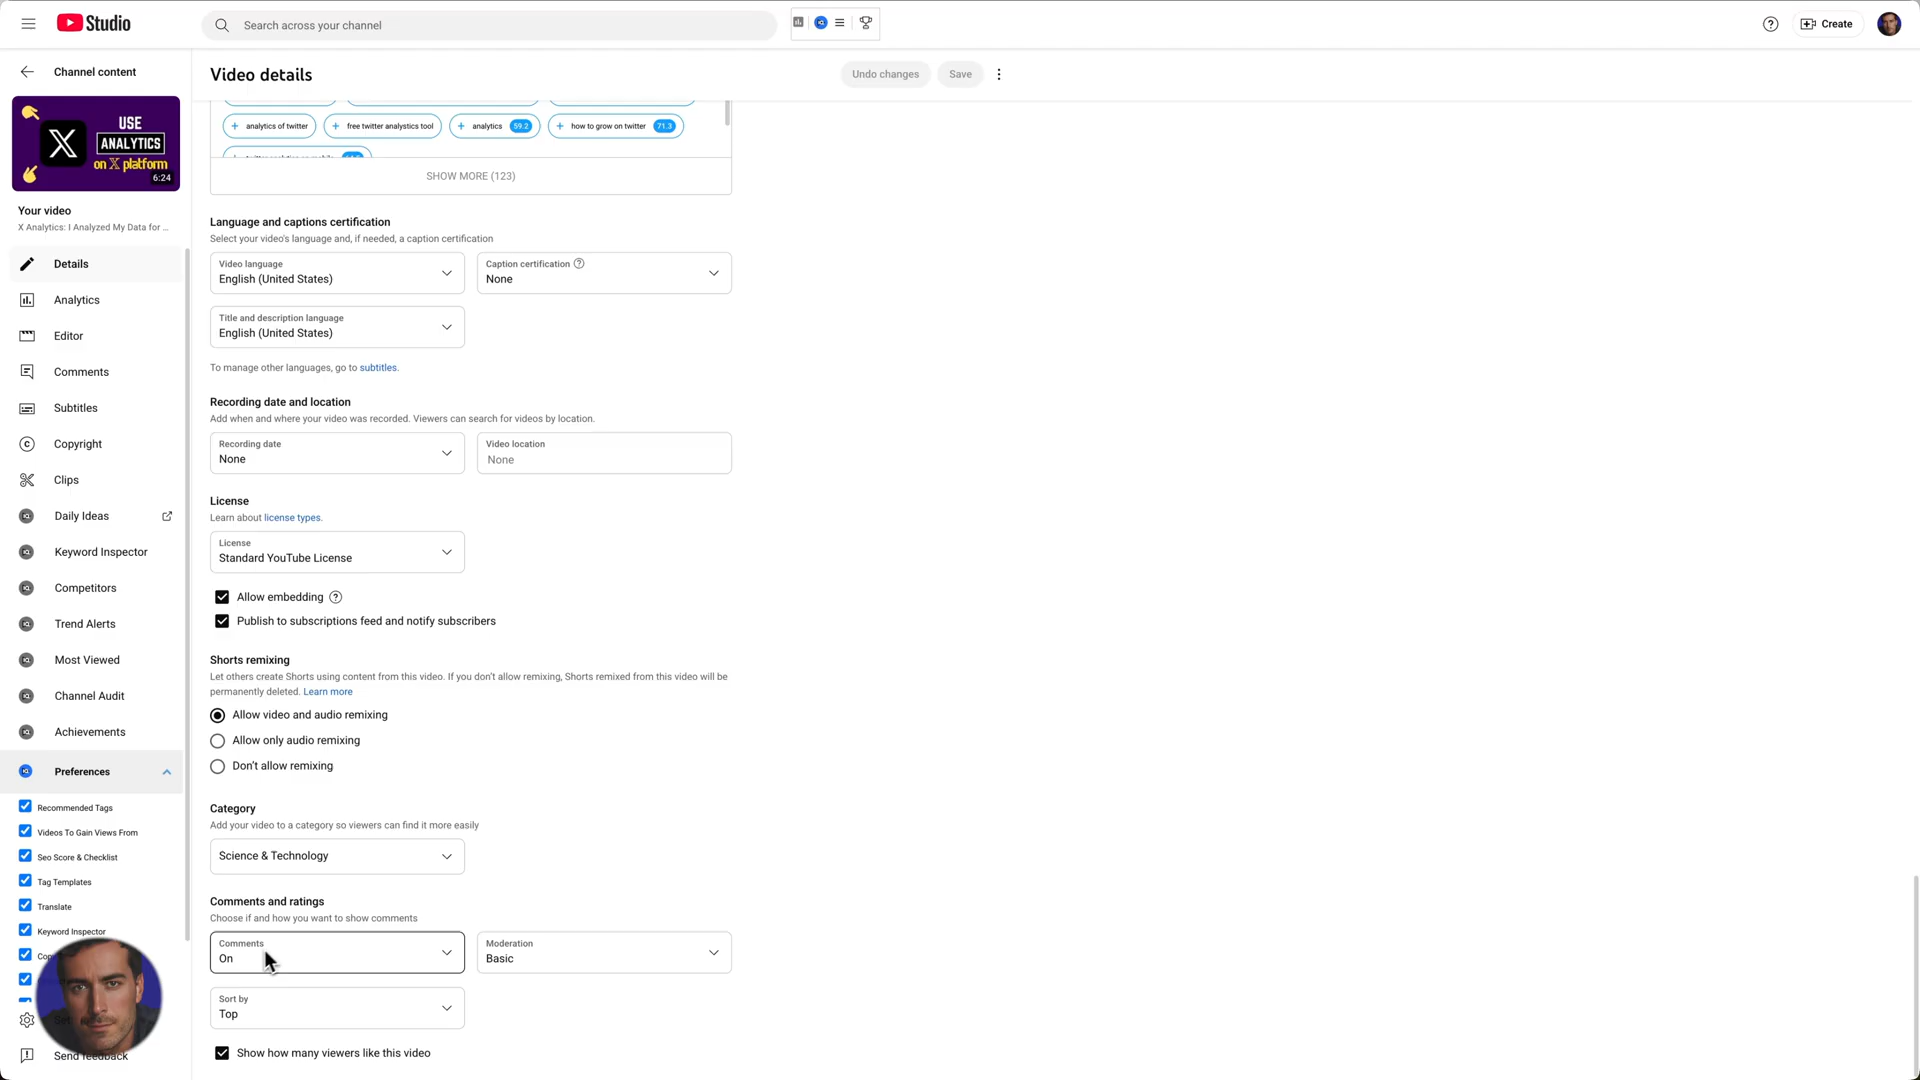 Studio
Search across your channel
Create
Channel content
Video details
Undo changes
Save
USE
ANALYTICS
on X platform
6:24
Your video
X Analytics: I Analyzed My Data for ...
Details
Analytics
Editor
Comments
Subtitles
Copyright
Clips
Daily Ideas
Keyword Inspector
Competitors
Trend Alerts
Most Viewed
Channel Audit
Achievements
Preferences
Recommended Tags
Videos To Gain Views From
Seo Score & Checklist
Tag Templates
Translate
Keyword Inspector
Send feedback
+ analytics of twitter
+ free twitter analystics tool
+ analytics 59.2
+ how to grow on twitter 71.3
SHOW MORE (123)
Language and captions certification
Select your video's language and, if needed, a caption certification
Video language
English (United States)
Caption certification
None
Title and description language
English (United States)
To manage other languages, go to subtitles.
Recording date and location
Add when and where your video was recorded. Viewers can search for videos by location.
Recording date
None
Video location
None
License
Learn about license types.
License
Standard YouTube License
Allow embedding
Publish to subscriptions feed and notify subscribers
Shorts remixing
Let others create Shorts using content from this video. If you don't allow remixing, Shorts remixed from this video will be
permanently deleted. Learn more
Allow video and audio remixing
Allow only audio remixing
Don't allow remixing
Category
Add your video to a category so viewers can find it more easily
Science & Technology
Comments and ratings
Choose if and how you want to show comments
Comments
On
Moderation
Basic
Sort by
Top
Show how many viewers like this video